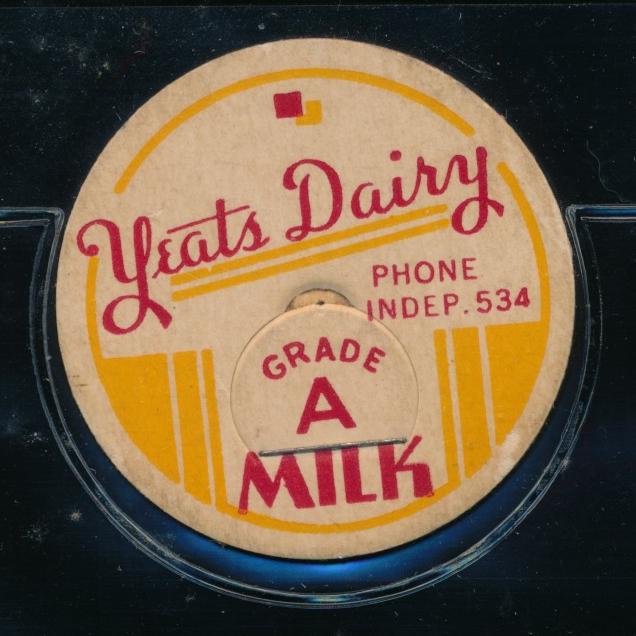 Yeats Dairy
PHONE
INDEP. 534
GRADE
A
MILK